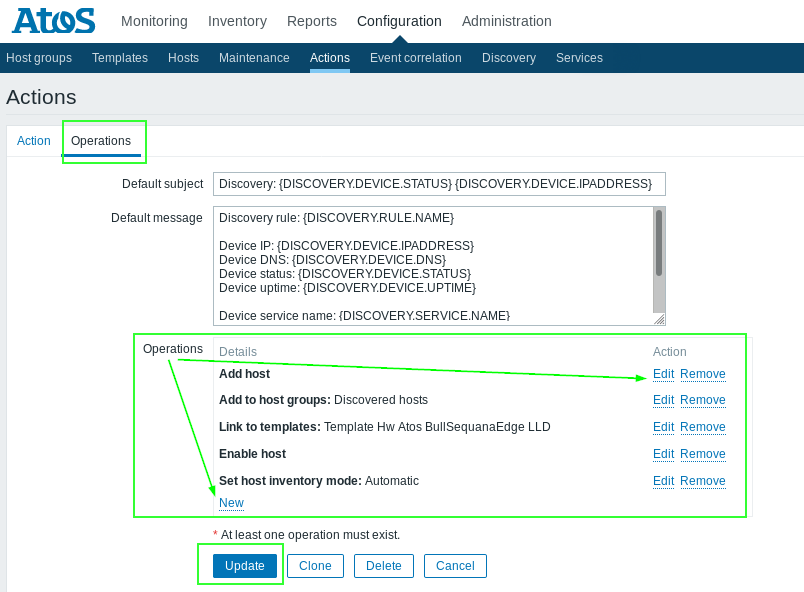 Atos Monitoring Inventory Reports Configuration Administration
Host groups Templates Hosts Maintenance Actions Event correlation Discovery Services
Actions
Action Operations
Default subject Discovery: {DISCOVERY.DEVICE.STATUS} {DISCOVERY.DEVICE.IPADDRESS}
Default message Discovery rule: {DISCOVERY.RULE.NAME}
Device IP: {DISCOVERY.DEVICE.IPADDRESS}
Device DNS: {DISCOVERY.DEVICE.DNS}
Device status: {DISCOVERY.DEVICE.STATUS}
Device uptime: {DISCOVERY.DEVICE.UPTIME}
Device service name: {DISCOVERY.SERVICE.NAME}
Operations Details Action
Add host Edit Remove
Add to host groups: Discovered hosts Edit Remove
Link to templates: Template Hw Atos BullSequanaEdge LLD Edit Remove
Enable host Edit Remove
Set host inventory mode: Automatic Edit Remove
New
* At least one operation must exist.
Update Clone Delete Cancel